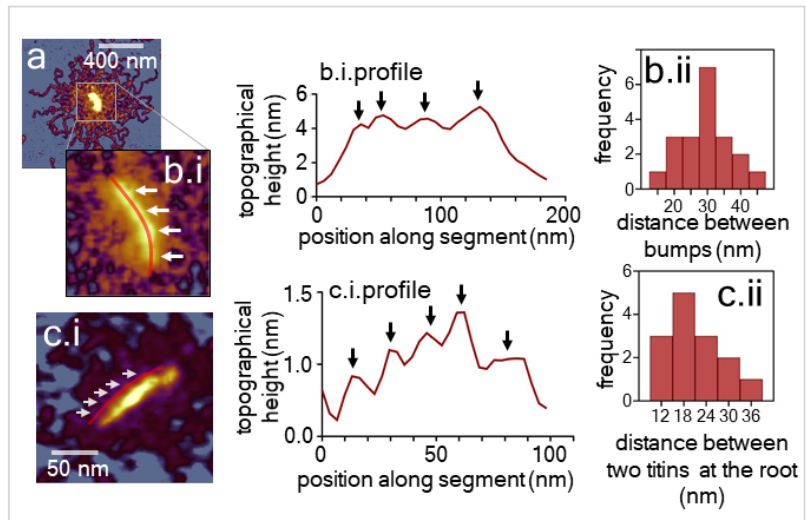 a
400 nm
b.i
c.i
50 nm
b.i.profile
topographical
height (nm)
6
4
2
0
0
100
200
position along segment (nm)
c.i.profile
topographical
height (nm)
1.5
1.0
0.0
0
50
100
position along segment (nm)
b.ii
frequency
6
4
2
0
20 30 40
distance between
bumps (nm)
c.ii
frequency
6
4
2
0
12 18 24 30 36
distance between
two titins at the root
(nm)